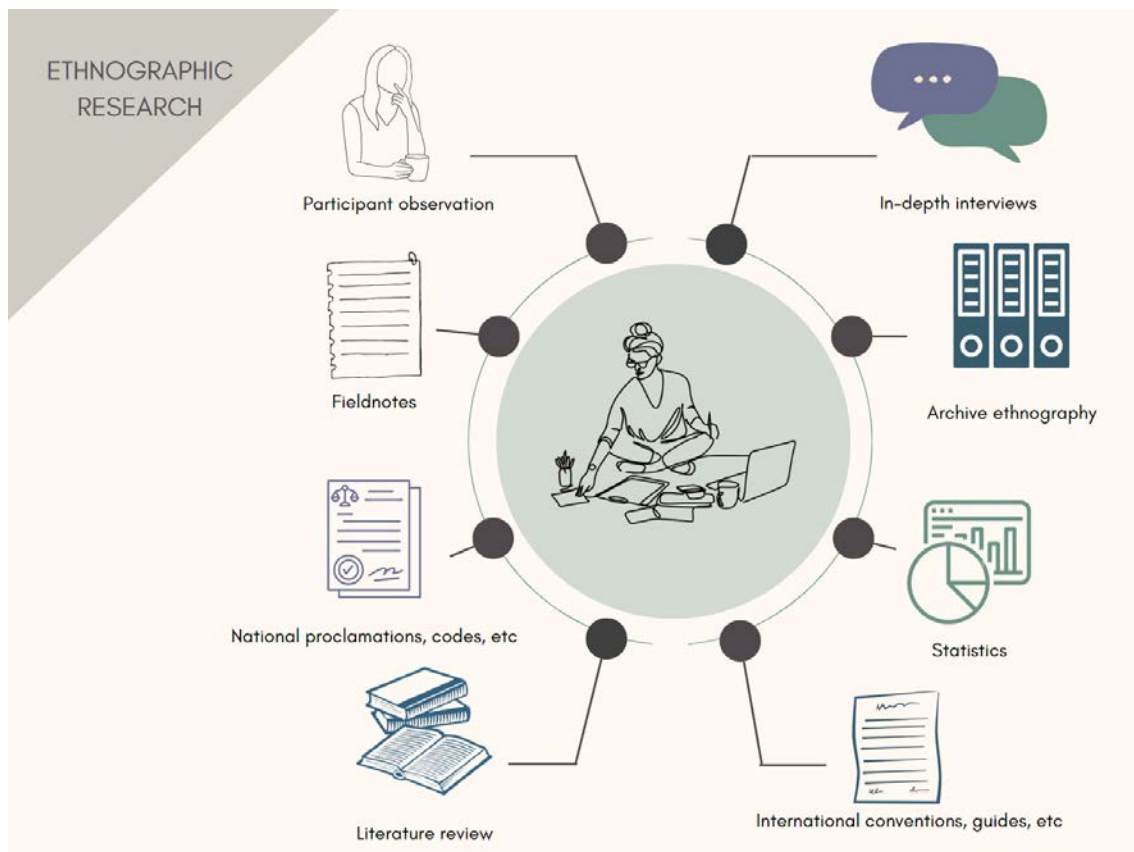 ETHNOGRAPHIC
RESEARCH
Participant observation
In-depth interviews
Fieldnotes
Archive ethnography
National proclamations, codes, etc
Statistics
Literature review
International conventions, guides, etc